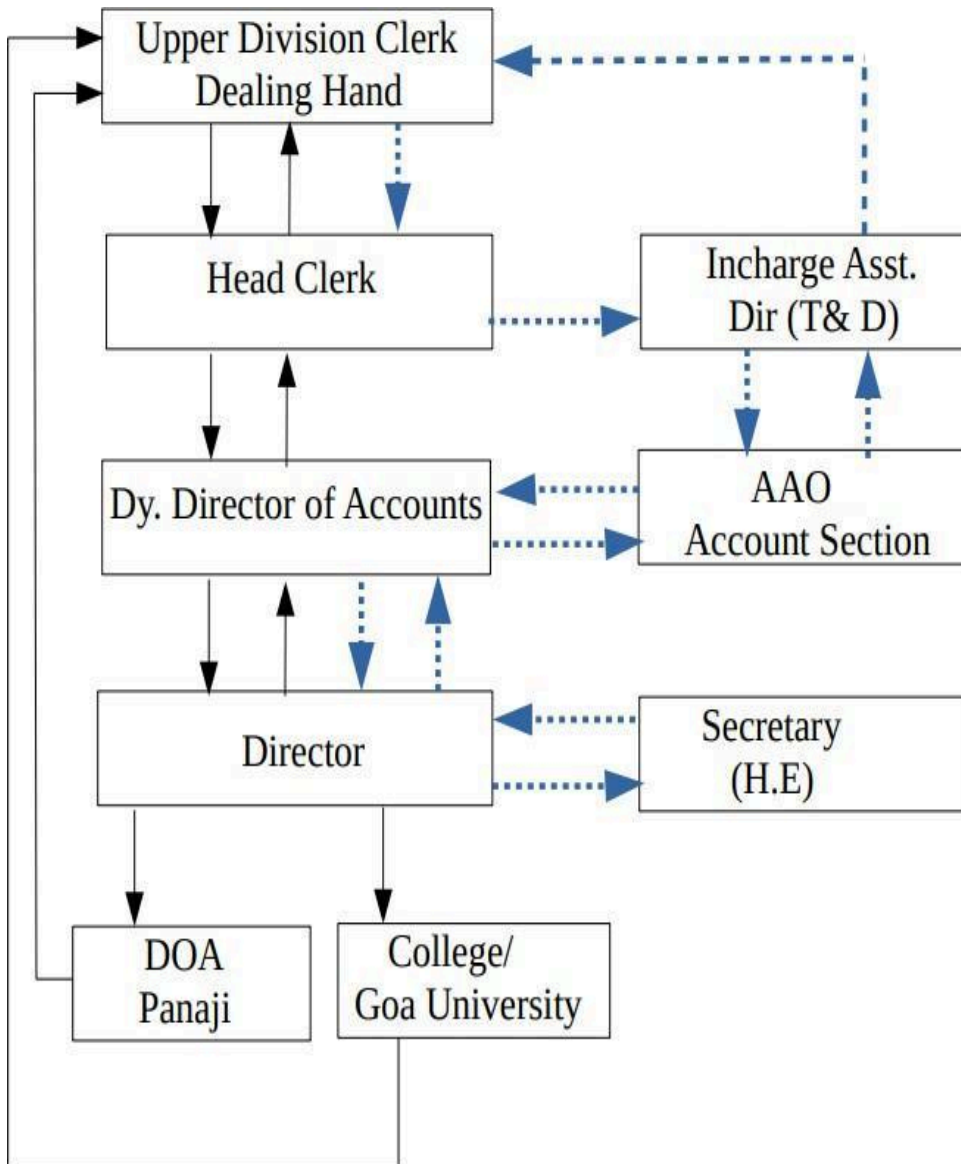 Upper Division Clerk
Dealing Hand
Head Clerk
Incharge Asst.
Dir (T& D)
Dy. Director of Accounts
AAO
Account Section
Director
Secretary
(H.E)
DOA
Panaji
College/
Goa University